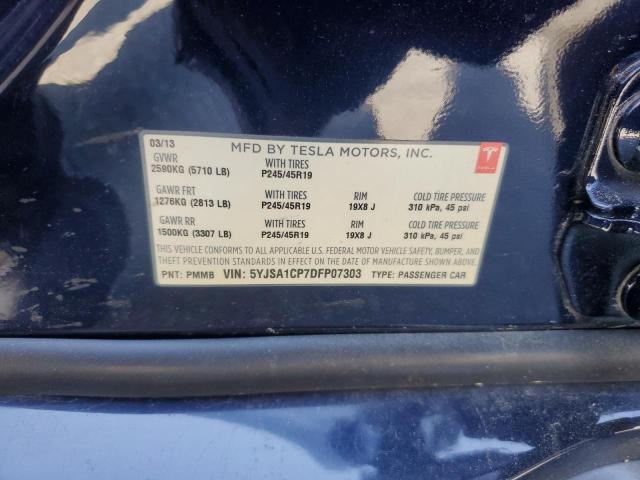 03/13
MFD BY TESLA MOTORS, INC.
TESLA
GVWR
2590KG (5710 LB)
WITH TIRES
P245/45R19
GAWR FRT
1276KG (2813 LB)
WITH TIRES
P245/45R19
RIM
19X8 J
COLD TIRE PRESSURE
310 kPa, 45 psi
GAWR RR
1500KG (3307 LB)
WITH TIRES
P245/45R19
RIM
19X8 J
COLD TIRE PRESSURE
310 kPa, 45 psi
THIS VEHICLE CONFORMS TO ALL APPLICABLE U.S. FEDERAL MOTOR VEHICLE SAFETY, BUMPER, AND
THEFT PREVENTION STANDARDS IN EFFECT ON THE DATE OF MANUFACTURE SHOWN ABOVE.
PNT: PMMB VIN: 5YJSA1CP7DFP07303 TYPE: PASSENGER CAR